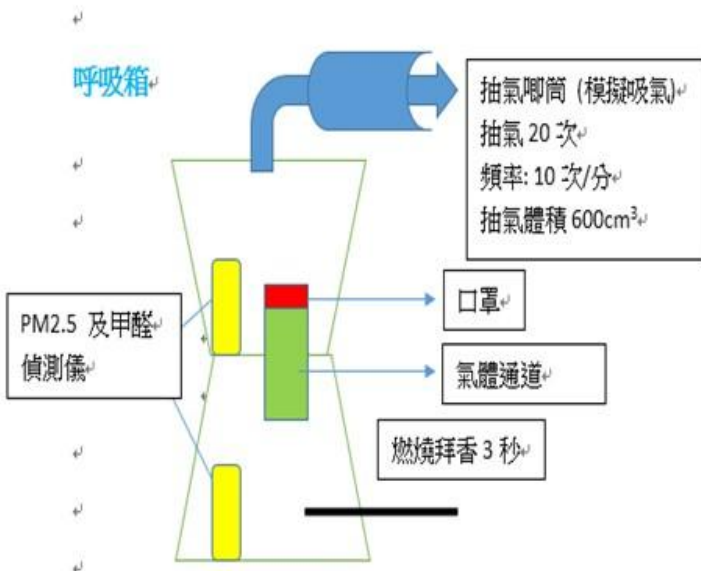 呼吸箱
抽氣唧筒 (模擬吸氣)
抽氣 20 次
頻率: 10 次/分
抽氣體積 600cm³
口罩
PM2.5 及甲醛
偵測儀
氣體通道
燃燒拜香 3 秒